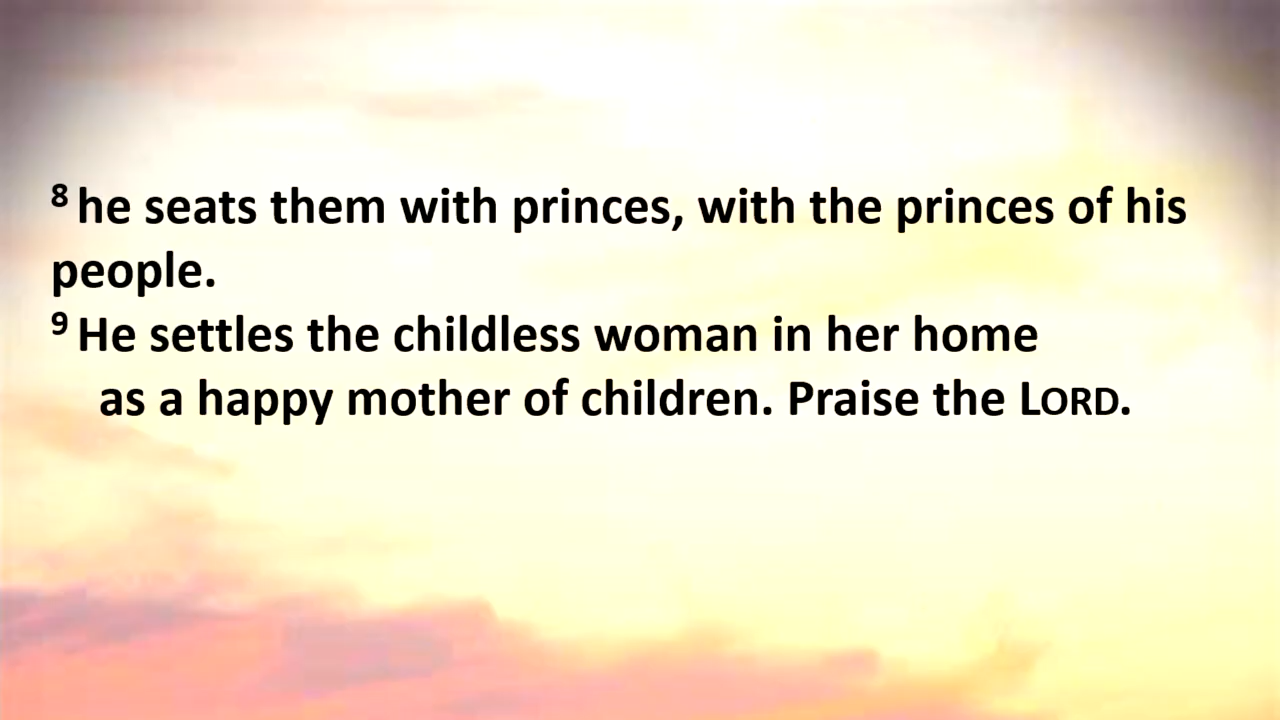 8 he seats them with princes, with the princes of his
people.
9 He settles the childless woman in her home
as a happy mother of children. Praise the LORD.